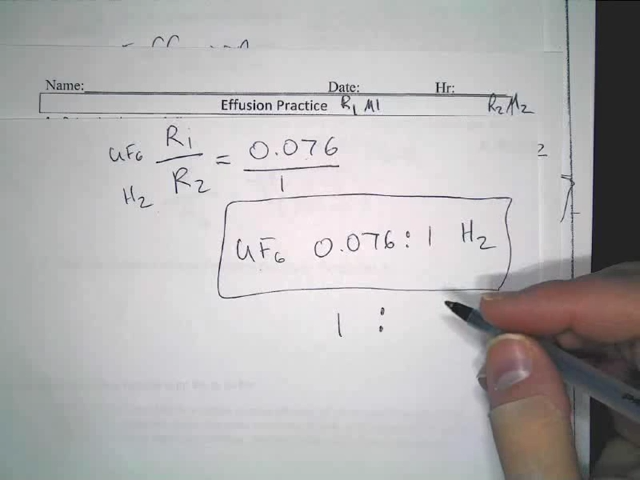 Name: Date: Hr:
Effusion Practice R₁ M1 R₂ M₂
UF₆ R₁ / R₂ = 0.076 / 1
H₂
2
UF₆ 0.076 : 1 H₂
1 :